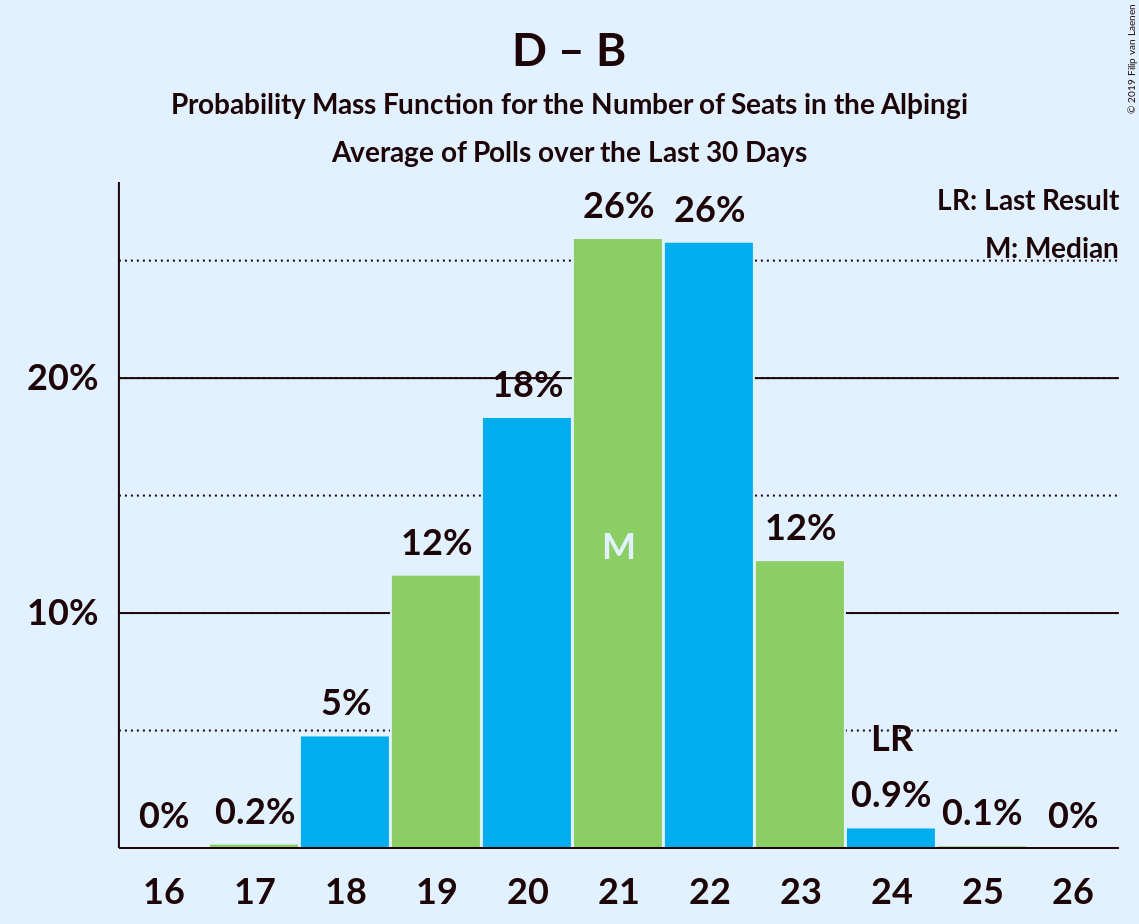 D – B
Probability Mass Function for the Number of Seats in the Alþingi
Average of Polls over the Last 30 Days
© 2019 Filip van Laenen
LR: Last Result
M: Median
20%
10%
0%
0.2%
5%
12%
18%
26%
26%
12%
0.9%
0.1%
0%
M
LR
16 17 18 19 20 21 22 23 24 25 26